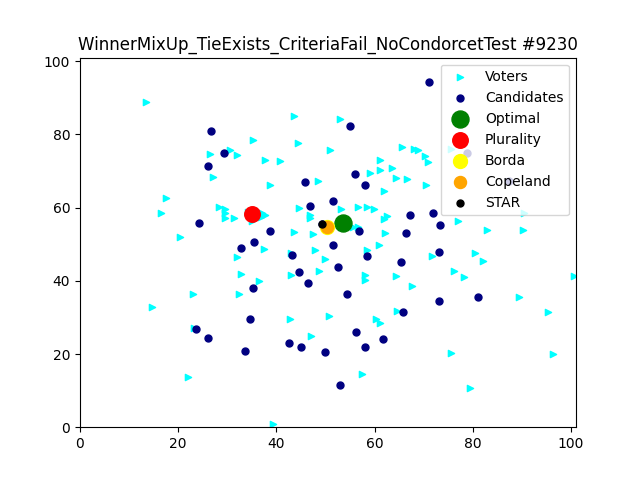 WinnerMixUp_TieExists_CriteriaFail_NoCondorcetTest #9230
100
80
60
40
20
0
0
20
40
60
80
100
Voters
Candidates
Optimal
Plurality
Borda
Copeland
STAR